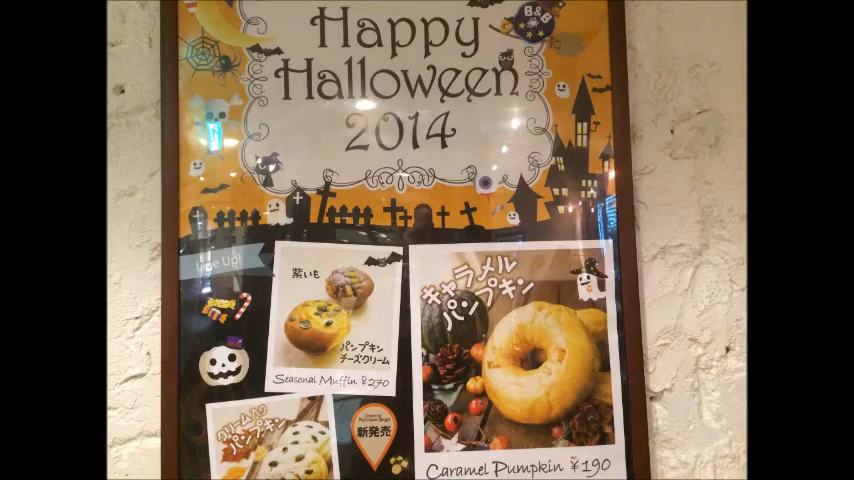 B&B
Happy
Halloween
2014
Line Up!
紫いも
パンプキン
チーズクリーム
Seasonal Muffin ¥270
キャラメル
パンプキン
Caramel Pumpkin ¥190
クリーム入り
パンプキン
新発売